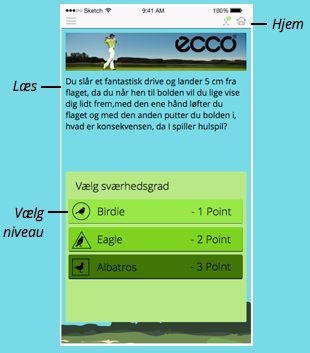 ●●●○○ Sketch 9:41 AM 100%
Hjem
ecco
Læs
Du slår et fantastisk drive og lander 5 cm fra
flaget, da du når hen til bolden vil du lige vise
dig lidt frem,med den ene hånd løfter du
flaget og med den anden putter du bolden i,
hvad er konsekvensen, da I spiller hulspil?
Vælg sværhedsgrad
Vælg
niveau
Birdie - 1 Point
Eagle - 2 Point
Albatros - 3 Point